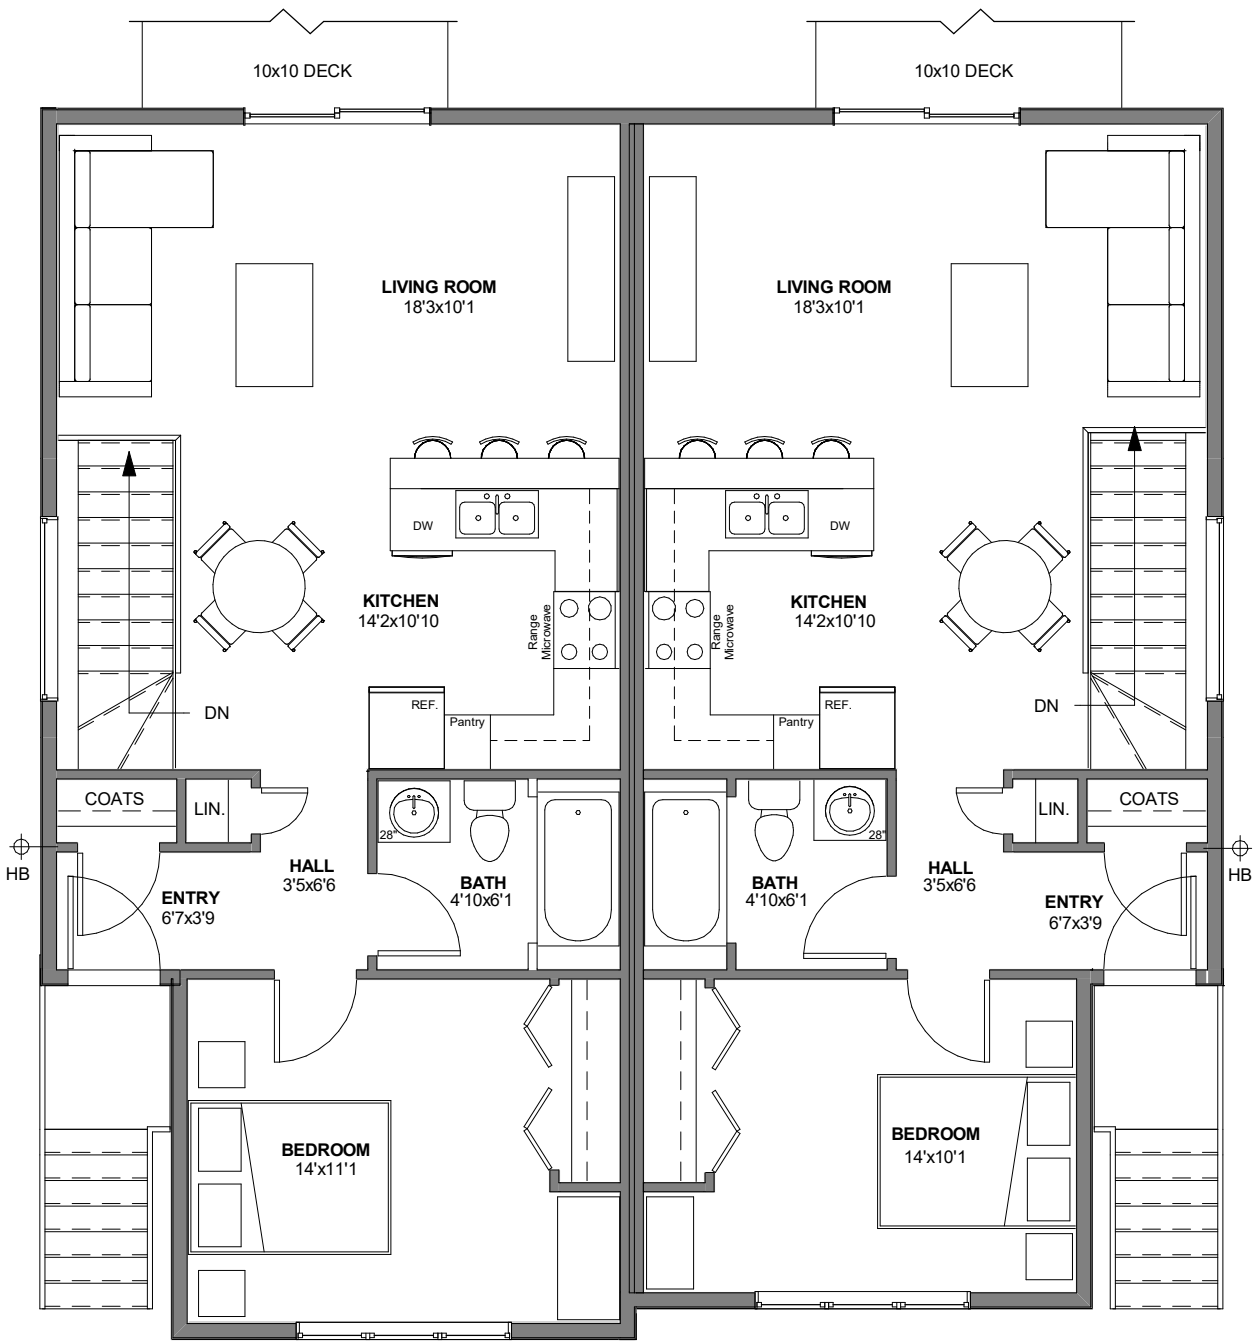 10x10 DECK
10x10 DECK
LIVING ROOM
18'3x10'1
LIVING ROOM
18'3x10'1
DW
DW
KITCHEN
14'2x10'10
Range
Microwave
Range
Microwave
KITCHEN
14'2x10'10
DN
REF.
Pantry
Pantry
REF.
DN
COATS
LIN.
28"
28"
LIN.
COATS
HB
HALL
3'5x6'6
BATH
4'10x6'1
BATH
4'10x6'1
HALL
3'5x6'6
HB
ENTRY
6'7x3'9
ENTRY
6'7x3'9
BEDROOM
14'x11'1
BEDROOM
14'x10'1